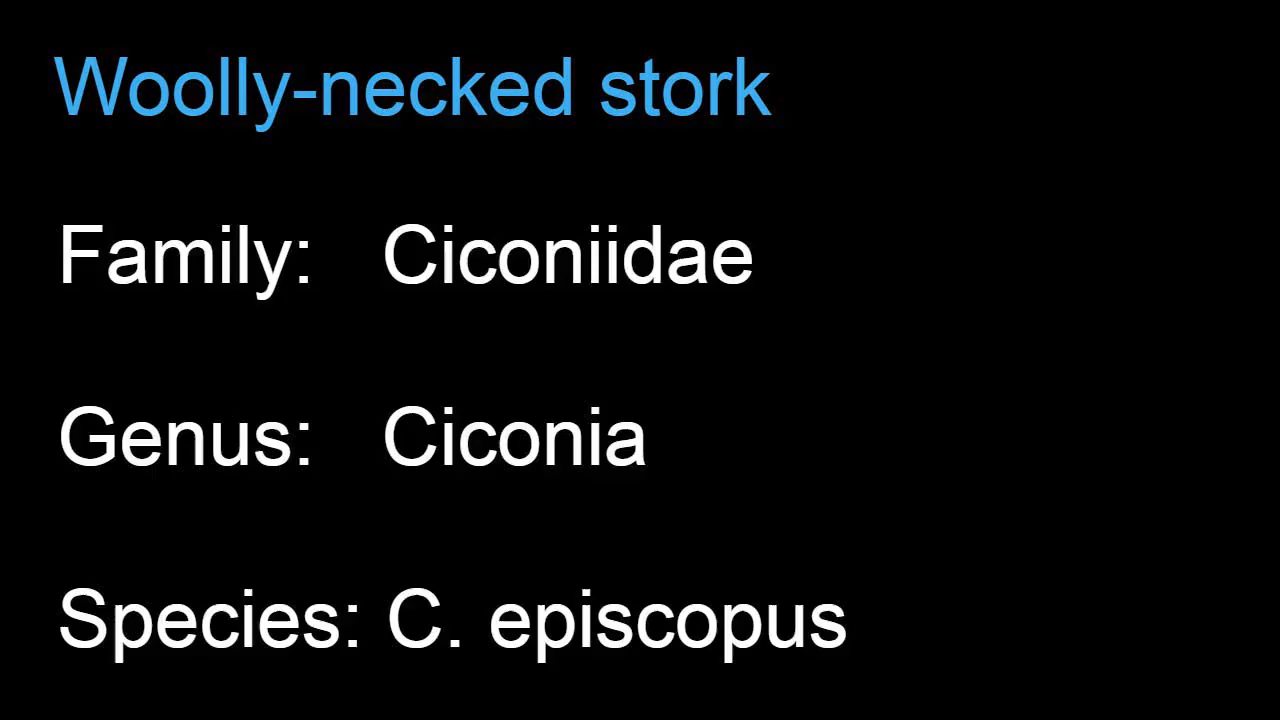 Woolly-necked stork
Family: Ciconiidae
Genus: Ciconia
Species: C. episcopus